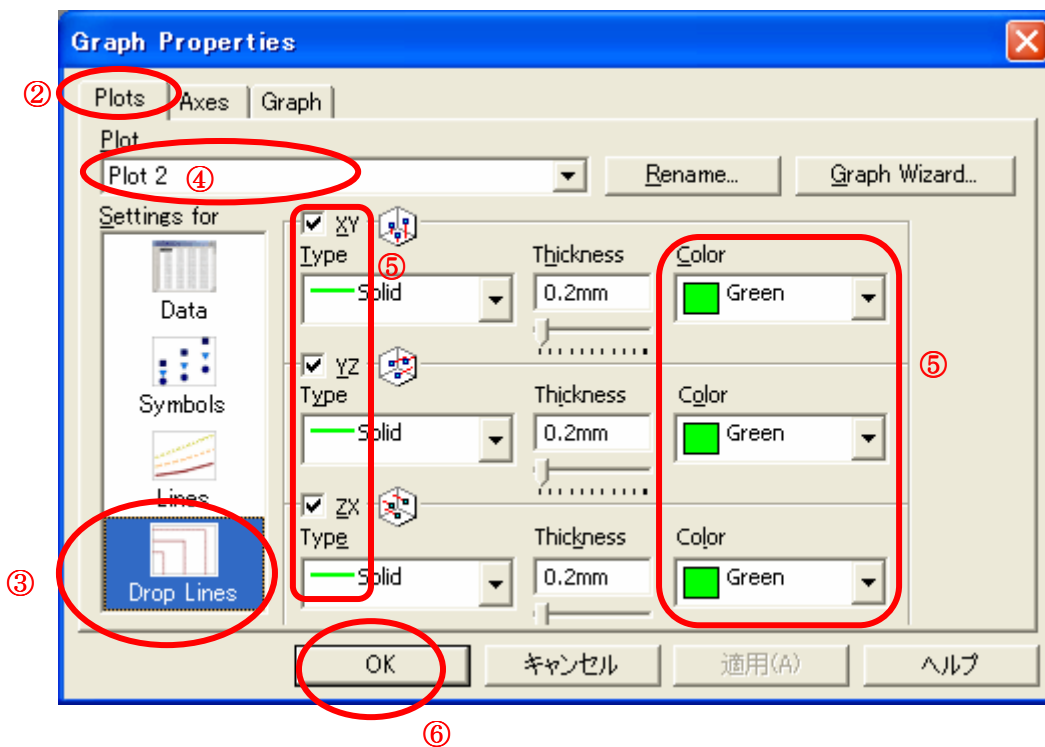 Graph Properties
② Plots Axes Graph
Plot
Plot 2 ④ Rename... Graph Wizard...
Settings for
Data
Symbols
Lines
③ Drop Lines
XY
Type ⑤ Thickness Color
Solid 0.2mm Green
⑤
YZ
Type Thickness Color
Solid 0.2mm Green
ZX
Type Thickness Color
Solid 0.2mm Green
OK キャンセル 適用(A) ヘルプ
⑥